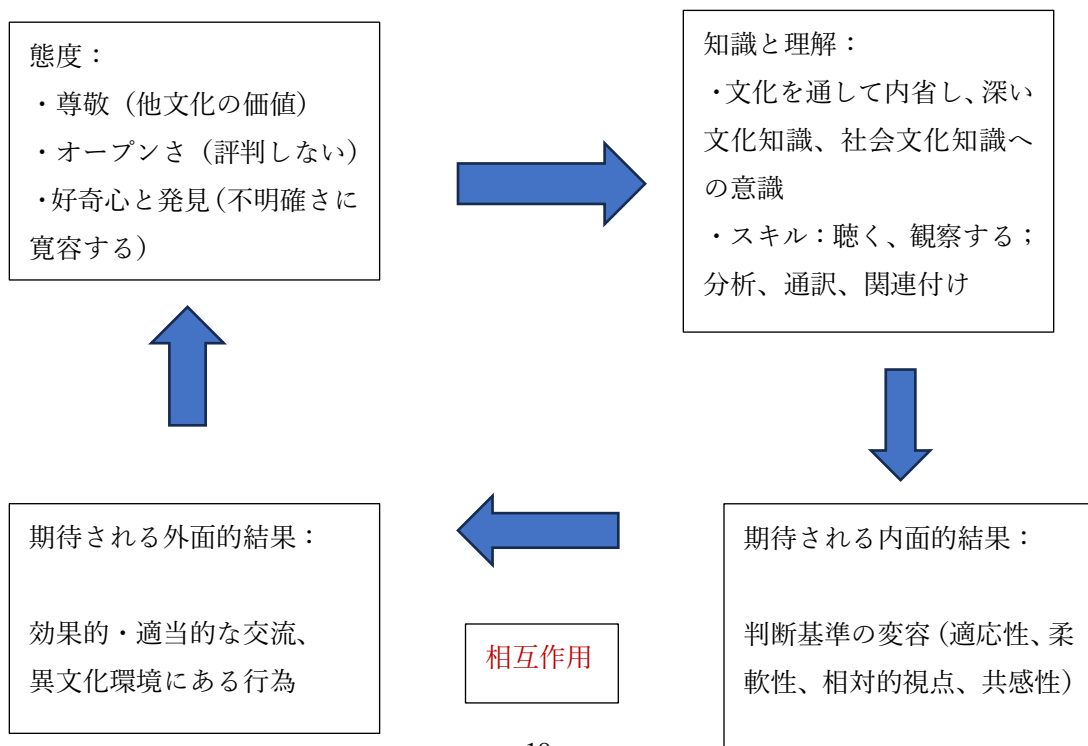 態度：
・尊敬（他文化の価値）
・オープンさ（評判しない）
・好奇心と発見（不明確さに
寛容する）
知識と理解：
・文化を通して内省し、深い
文化知識、社会文化知識へ
の意識
・スキル：聴く、観察する；
分析、通訳、関連付け
期待される外面的結果：
効果的・適当的な交流、
異文化環境にある行為
相互作用
期待される内面的結果：
判断基準の変容（適応性、柔
軟性、相対的視点、共感性）